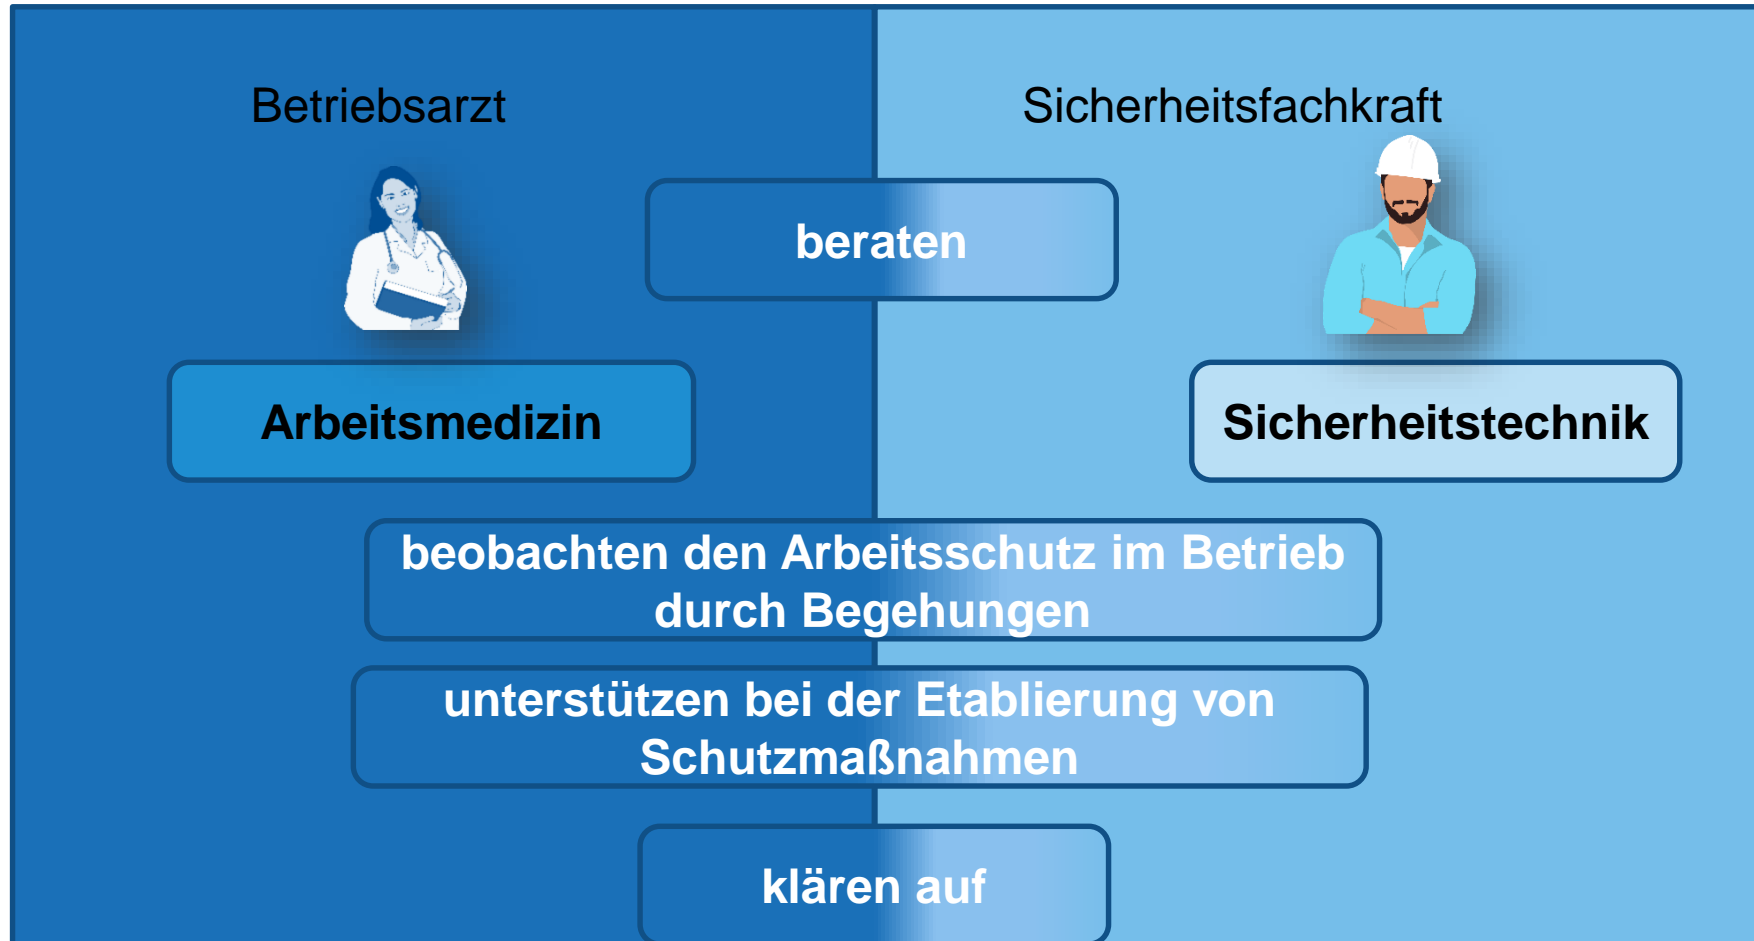 Betriebsarzt
Sicherheitsfachkraft
beraten
Arbeitsmedizin
Sicherheitstechnik
beobachten den Arbeitsschutz im Betrieb
durch Begehungen
unterstützen bei der Etablierung von
Schutzmaßnahmen
klären auf